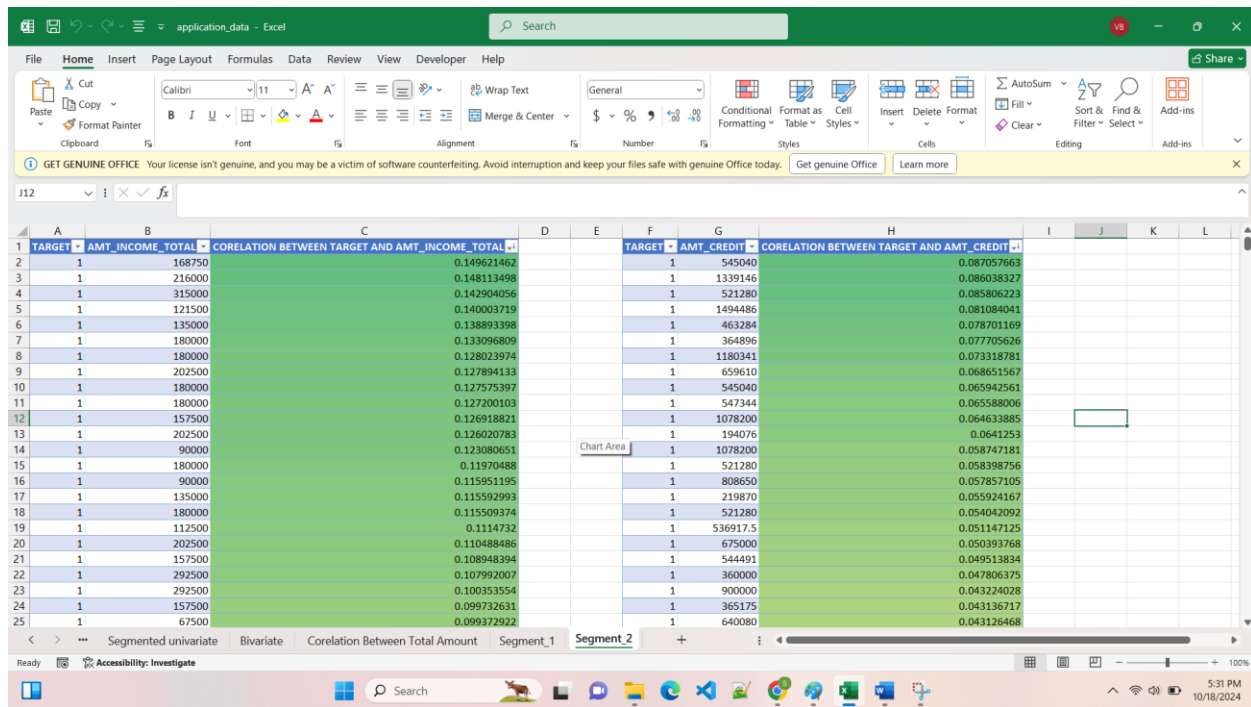 application_data - Excel
Search
VB
File Home Insert Page Layout Formulas Data Review View Developer Help
Share
Paste
Cut
Copy
Format Painter
Clipboard
Calibri 11
B I U
Font
Wrap Text
Merge & Center
Alignment
General
$ %
Number
Conditional Formatting
Format as Table
Cell Styles
Styles
Insert Delete Format
Cells
AutoSum
Fill
Clear
Sort & Filter
Find & Select
Editing
Add-ins
Add-ins
GET GENUINE OFFICE Your license isn't genuine, and you may be a victim of software counterfeiting. Avoid interruption and keep your files safe with genuine Office today. Get genuine Office Learn more
J12 fx
A B C D E F G H I J K L
1 TARGET AMT_INCOME_TOTAL CORELATION BETWEEN TARGET AND AMT_INCOME_TOTAL TARGET AMT_CREDIT CORELATION BETWEEN TARGET AND AMT_CREDIT
2 1 168750 0.149621462 1 545040 0.087057663
3 1 216000 0.148113498 1 1339146 0.086038327
4 1 315000 0.142904056 1 521280 0.085806223
5 1 121500 0.140003719 1 1494486 0.081084041
6 1 135000 0.138893398 1 463284 0.078701169
7 1 180000 0.133096809 1 364896 0.077705626
8 1 180000 0.128023974 1 1180341 0.073318781
9 1 202500 0.127894133 1 659610 0.068651567
10 1 180000 0.127575397 1 545040 0.065942561
11 1 180000 0.127200103 1 547344 0.065588006
12 1 157500 0.126918821 1 1078200 0.064633885
13 1 202500 0.126020783 1 194076 0.0641253
14 1 90000 0.123080651 Chart Area 1 1078200 0.058747181
15 1 180000 0.11970488 1 521280 0.058398756
16 1 90000 0.115951195 1 808650 0.057857105
17 1 135000 0.115592993 1 219870 0.055924167
18 1 180000 0.115509374 1 521280 0.054042092
19 1 112500 0.1114732 1 536917.5 0.051147125
20 1 202500 0.110488486 1 675000 0.050393768
21 1 157500 0.108948394 1 544491 0.049513834
22 1 292500 0.107992007 1 360000 0.047806375
23 1 292500 0.100353554 1 900000 0.043224028
24 1 157500 0.099732631 1 365175 0.043136717
25 1 67500 0.099372922 1 640080 0.043126468
Segmented univariate Bivariate Corelation Between Total Amount Segment_1 Segment_2
Ready Accessibility: Investigate 100%
Search
5:31 PM
10/18/2024